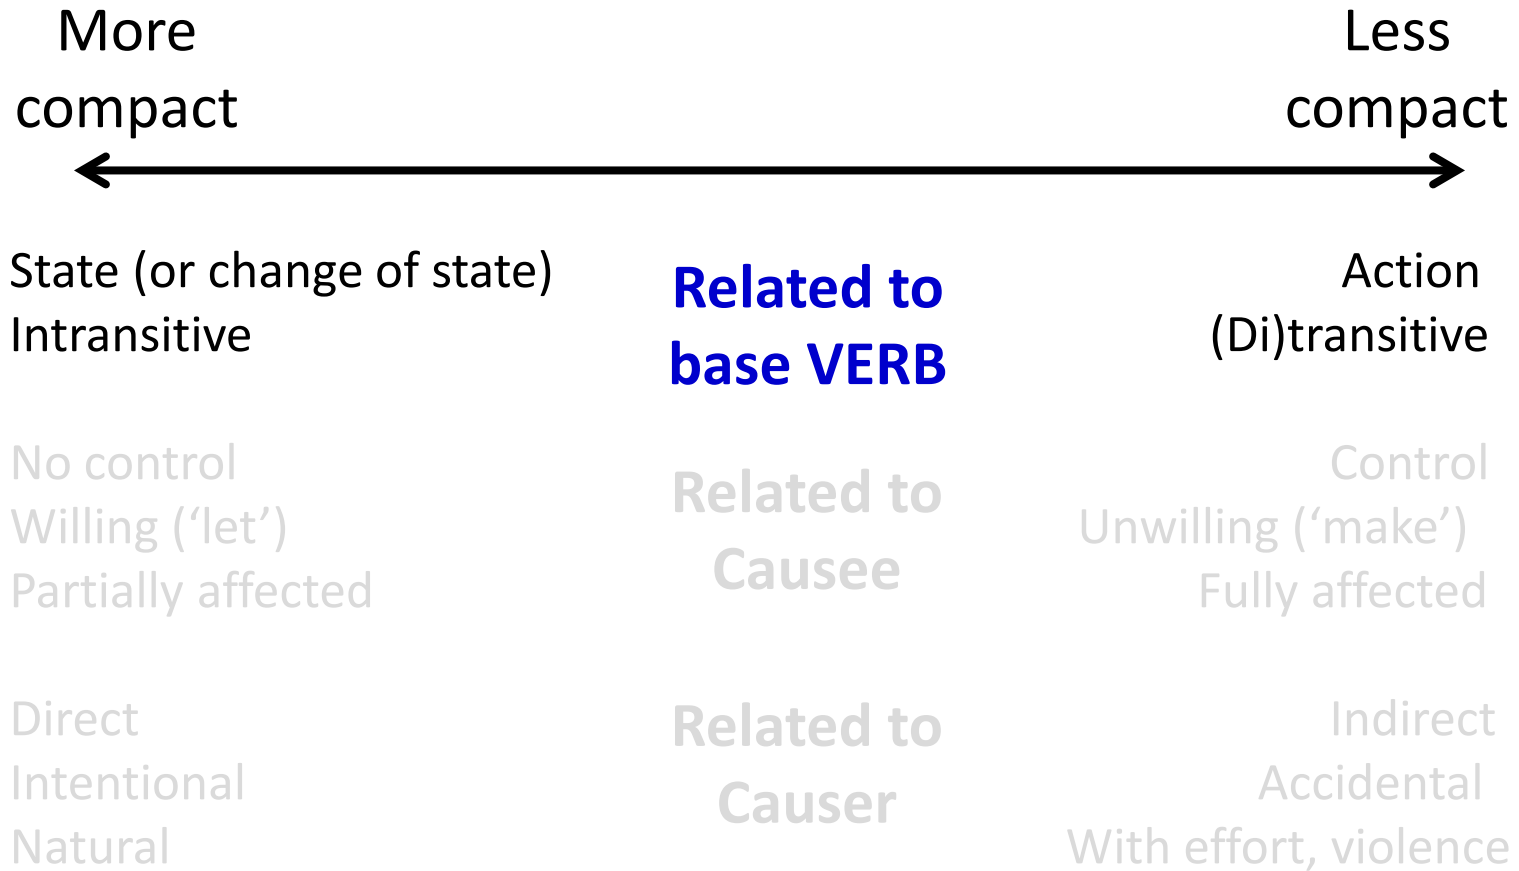 More
compact
Less
compact
State (or change of state)
Intransitive
Related to
base VERB
Action
(Di)transitive
No control
Willing (‘let’)
Partially affected
Related to
Causee
Control
Unwilling (‘make’)
Fully affected
Direct
Intentional
Natural
Related to
Causer
Indirect
Accidental
With effort, violence